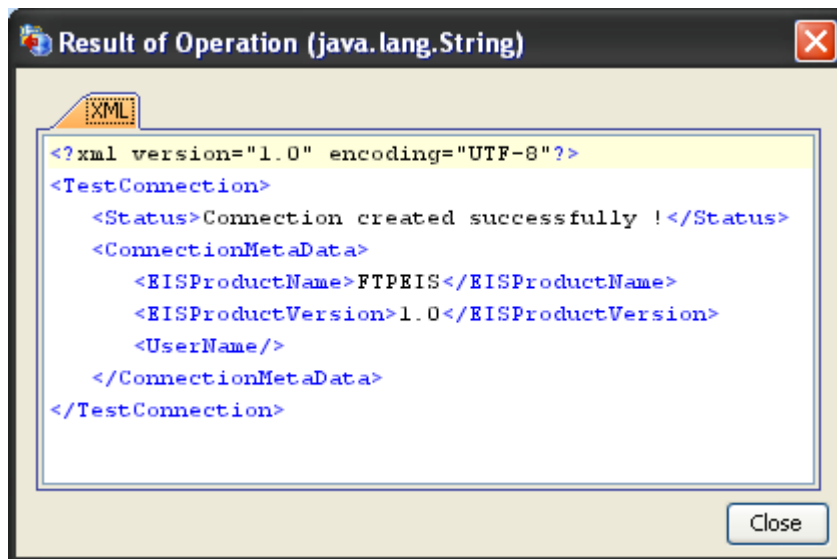 Result of Operation (java.lang.String)
XML
<?xml version="1.0" encoding="UTF-8"?>
<TestConnection>
<Status>Connection created successfully !</Status>
<ConnectionMetaData>
<EISProductName>FTPEIS</EISProductName>
<EISProductVersion>1.0</EISProductVersion>
<UserName/>
</ConnectionMetaData>
</TestConnection>
Close